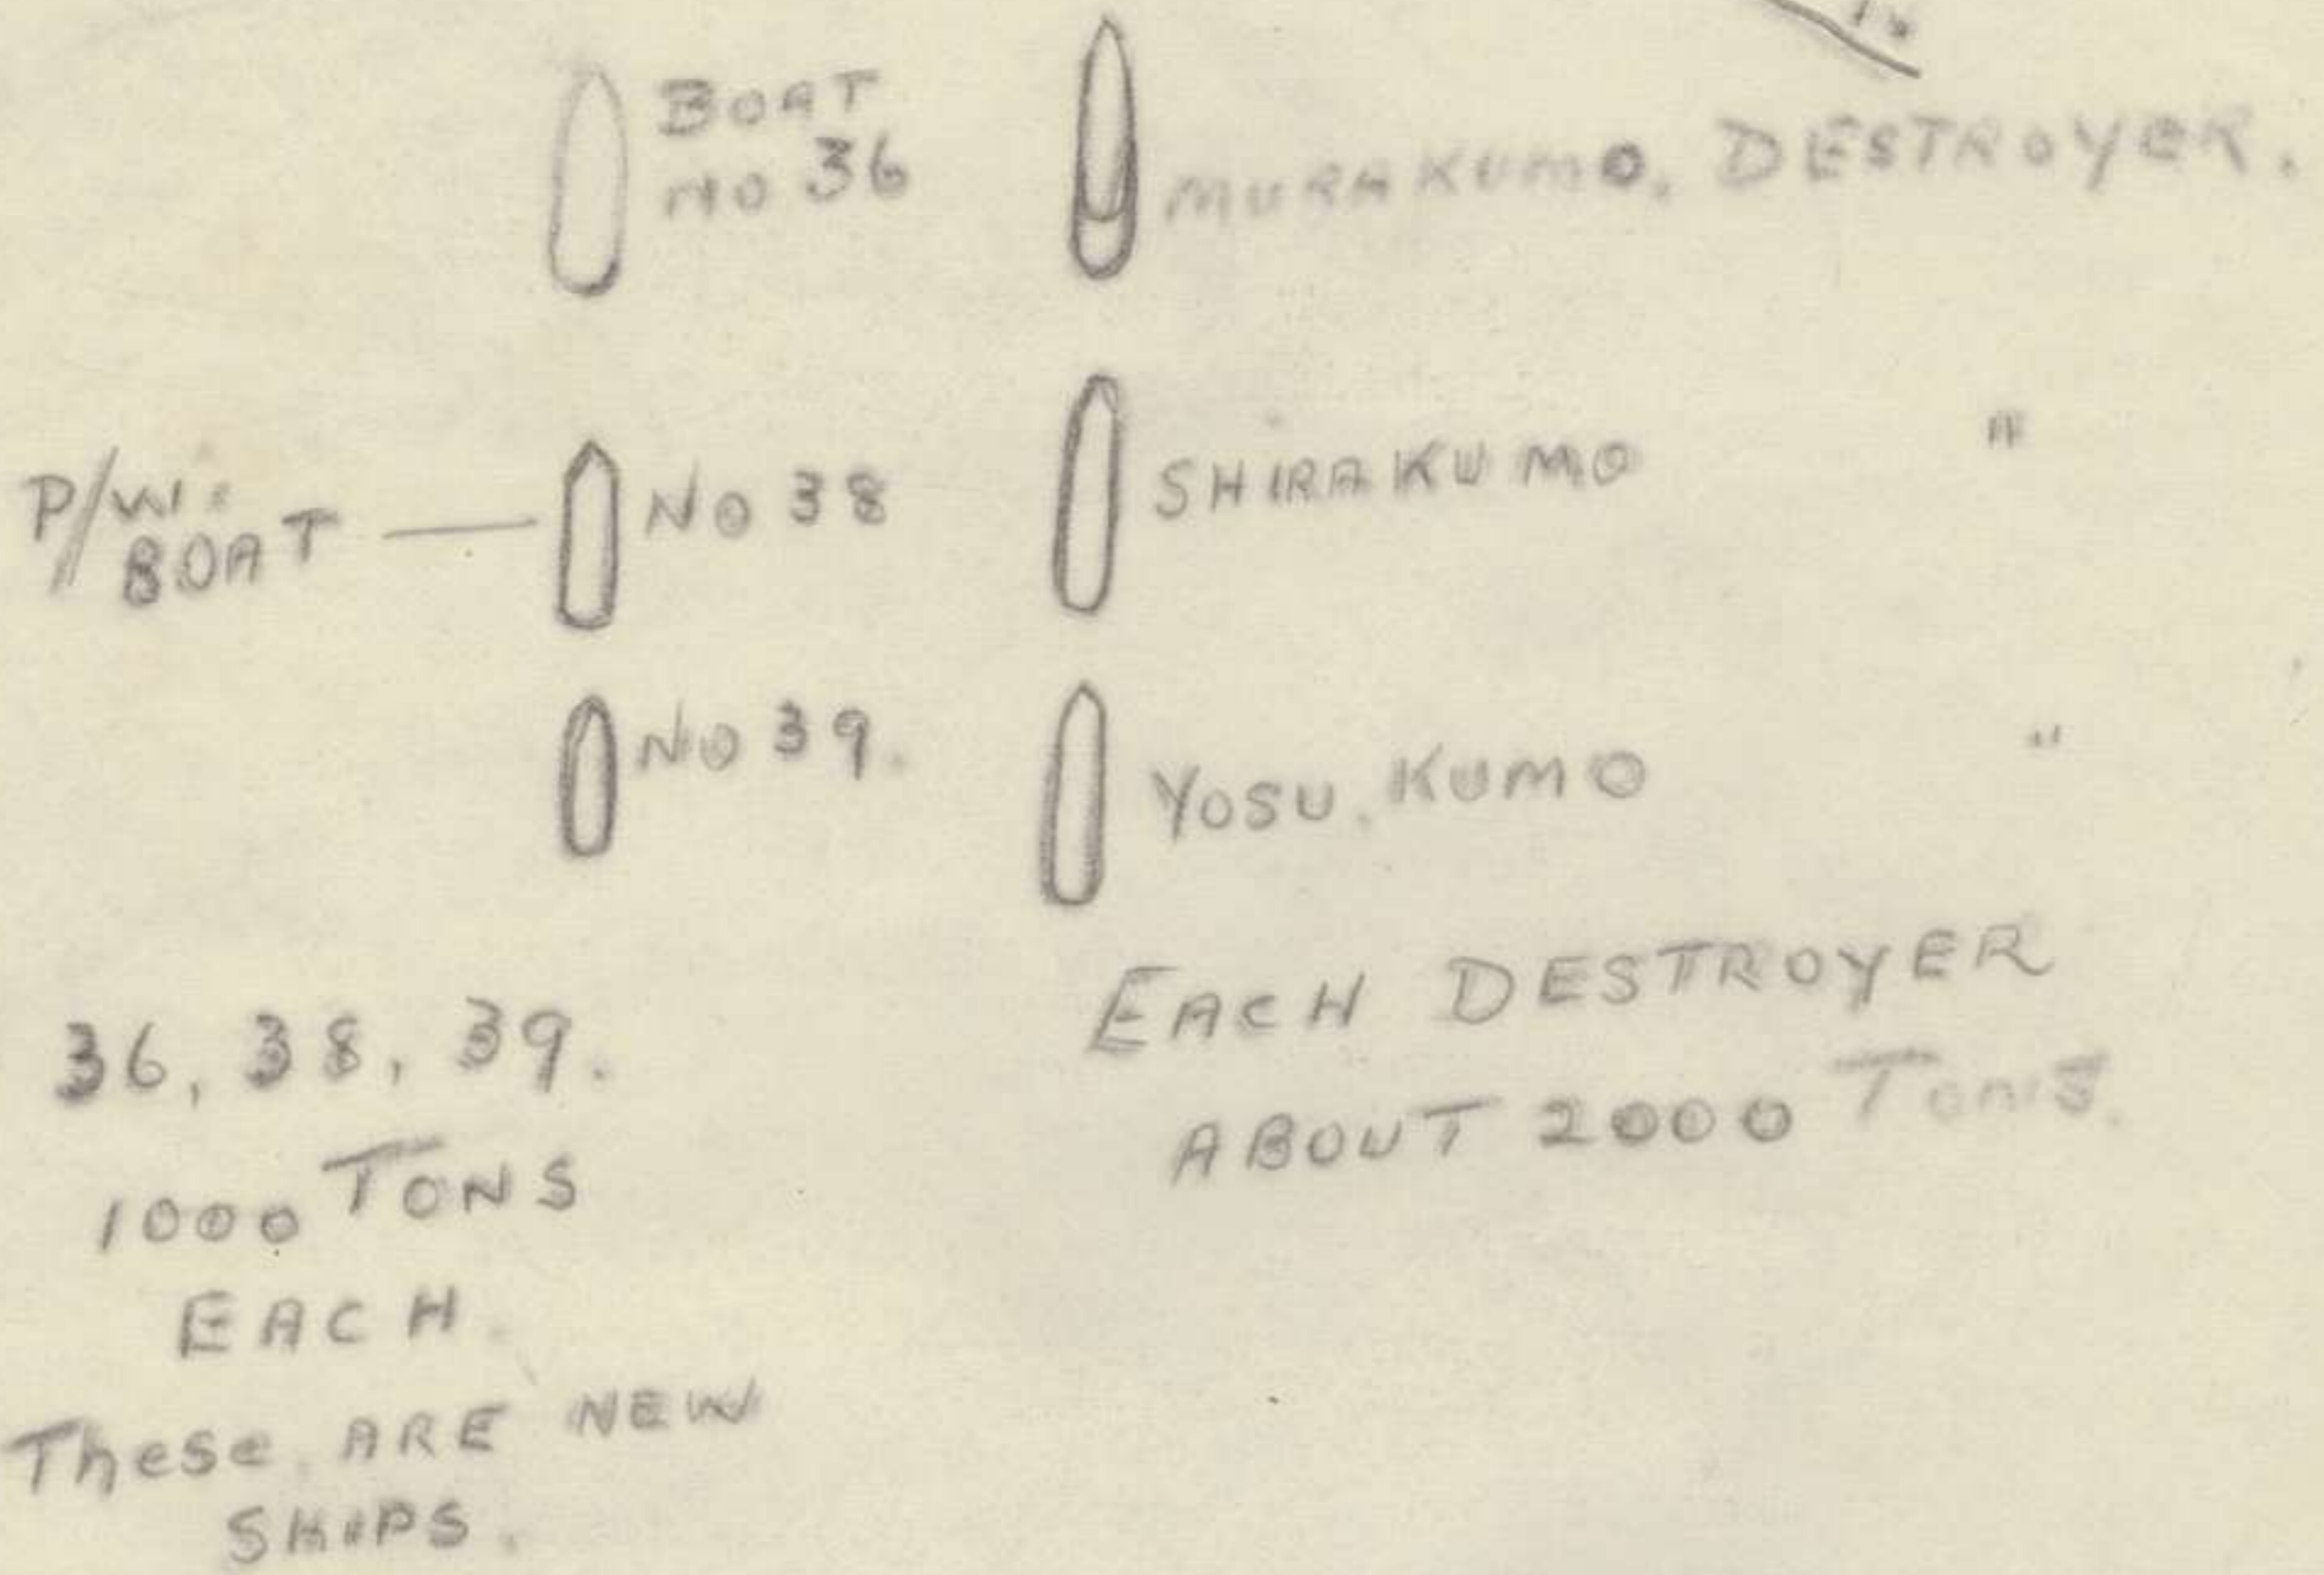 BOAT
NO 36
MURAKUMO. DESTROYER.
P/W.
BOAT
NO 38
SHIRAKUMO "
NO 39.
YOSU. KUMO "
36, 38, 39.
1000 TONS
EACH.
These ARE NEW
SHIPS.
EACH DESTROYER
ABOUT 2000 Tons.